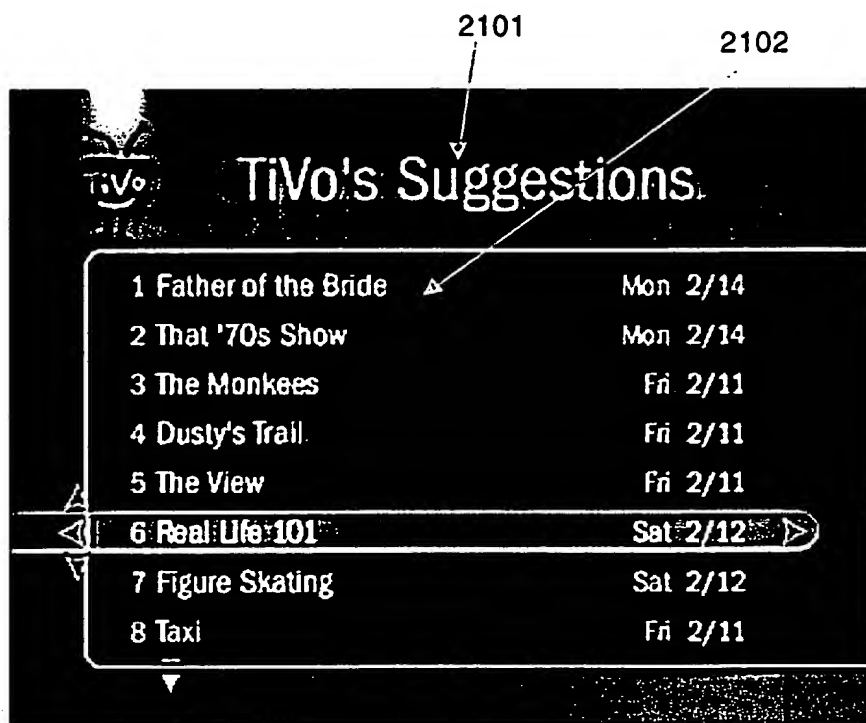 2101
2102
TiVo
TiVo's Suggestions
1 Father of the Bride Mon 2/14
2 That '70s Show Mon 2/14
3 The Monkees Fri 2/11
4 Dusty's Trail Fri 2/11
5 The View Fri 2/11
6 Real Life 101 Sat 2/12
7 Figure Skating Sat 2/12
8 Taxi Fri 2/11